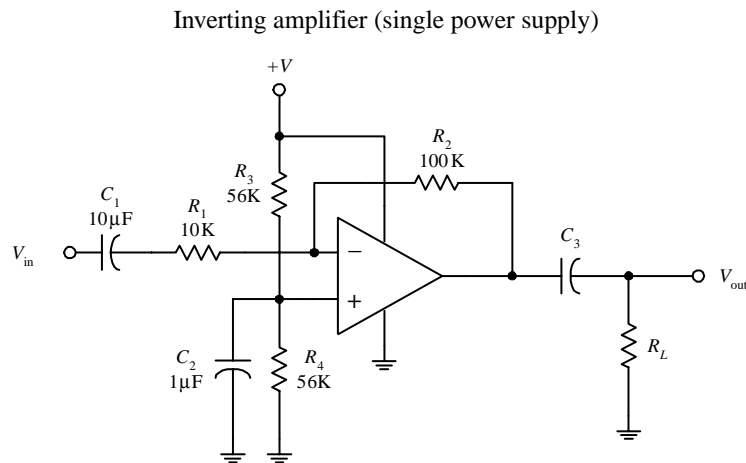 Inverting amplifier (single power supply)
+V
R2
100K
R3
56K
C1
10μF
R1
10K
Vin
C3
−
+
Vout
C2
1μF
R4
56K
RL